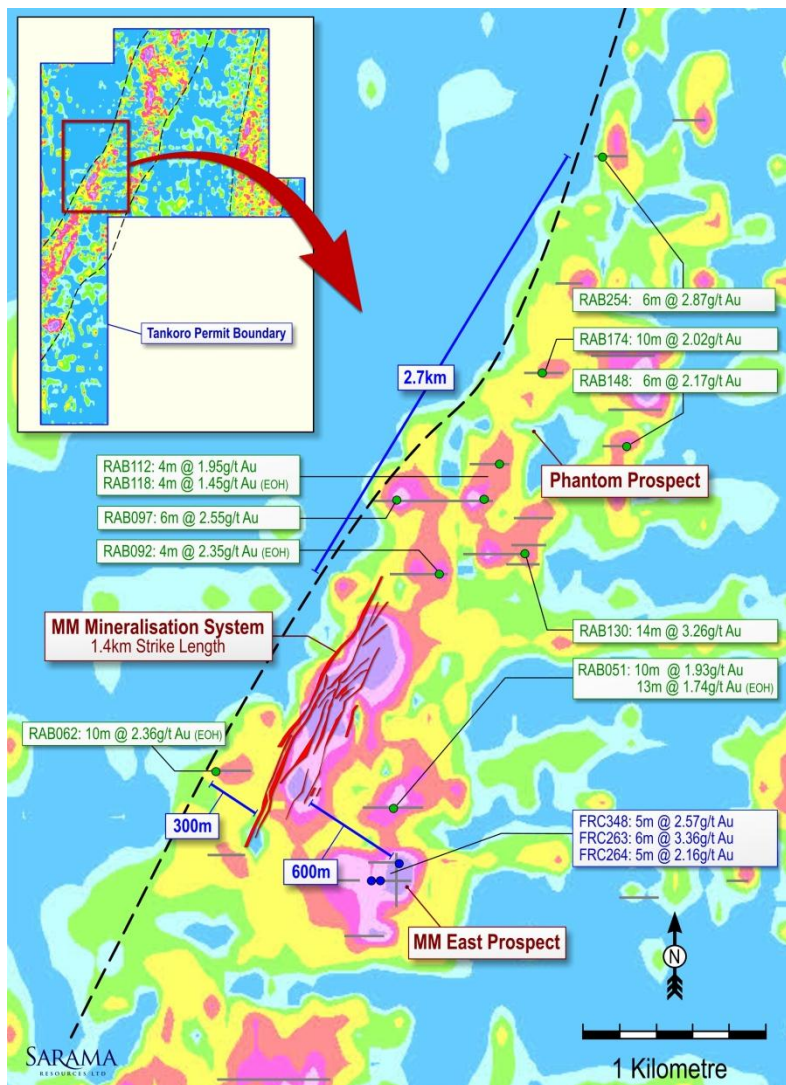 Tankoro Permit Boundary
RAB254: 6m @ 2.87g/t Au
RAB174: 10m @ 2.02g/t Au
RAB148: 6m @ 2.17g/t Au
2.7km
Phantom Prospect
RAB112: 4m @ 1.95g/t Au
RAB118: 4m @ 1.45g/t Au (EOH)
RAB097: 6m @ 2.55g/t Au
RAB092: 4m @ 2.35g/t Au (EOH)
MM Mineralisation System
1.4km Strike Length
RAB130: 14m @ 3.26g/t Au
RAB051: 10m @ 1.93g/t Au
13m @ 1.74g/t Au (EOH)
RAB062: 10m @ 2.36g/t Au (EOH)
300m
600m
FRC348: 5m @ 2.57g/t Au
FRC263: 6m @ 3.36g/t Au
FRC264: 5m @ 2.16g/t Au
MM East Prospect
N
SARAMA
RESOURCES LTD
1 Kilometre